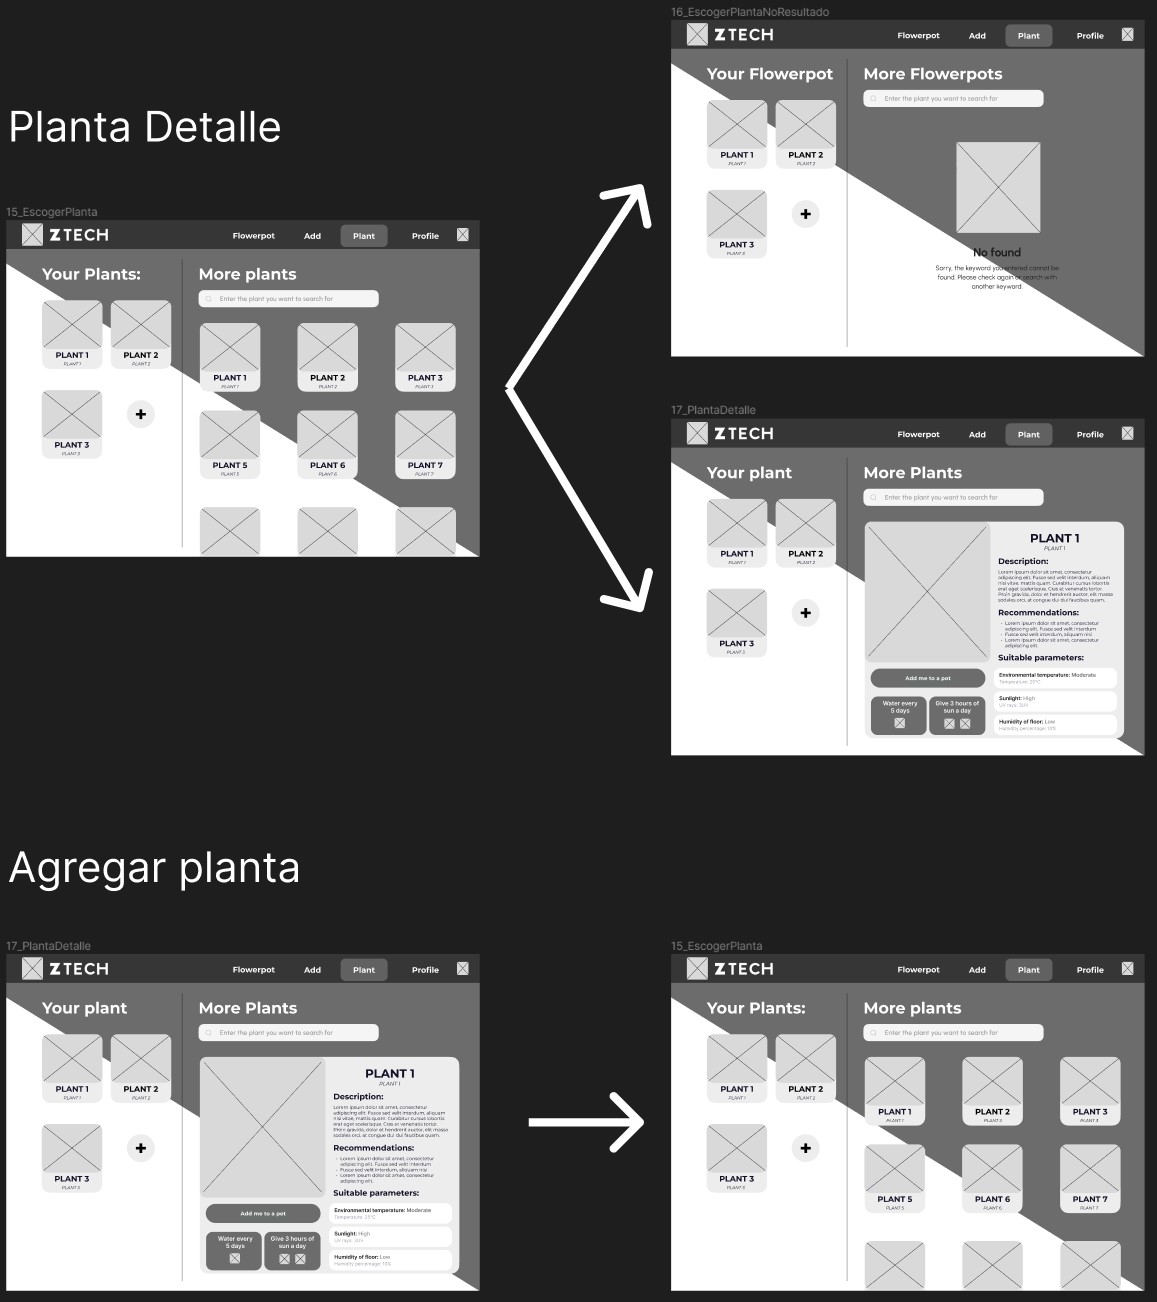 Planta Detalle
15_EscogerPlanta
ZTECH
Flowerpot
Add
Plant
Profile
Your Plants:
More plants
Enter the plant you want to search for
PLANT 1
PLANT 1
PLANT 2
PLANT 2
PLANT 3
PLANT 3
+
PLANT 1
PLANT 1
PLANT 2
PLANT 2
PLANT 3
PLANT 3
PLANT 5
PLANT 5
PLANT 6
PLANT 6
PLANT 7
PLANT 7
16_EscogerPlantaNoResultado
ZTECH
Flowerpot
Add
Plant
Profile
Your Flowerpot
More Flowerpots
Enter the plant you want to search for
PLANT 1
PLANT 1
PLANT 2
PLANT 2
PLANT 3
PLANT 3
+
No found
Sorry, the keyword you entered cannot be
found. Please check again or search with
another keyword.
17_PlantaDetalle
ZTECH
Flowerpot
Add
Plant
Profile
Your plant
More Plants
Enter the plant you want to search for
PLANT 1
PLANT 1
PLANT 2
PLANT 2
PLANT 3
PLANT 3
+
PLANT 1
PLANT 1
Description:
Lorem ipsum dolor sit amet, consectetur
adipiscing elit. Fusce sed velit interdum, aliquam
nisi vitae, mattis quam. Curabitur cursus lobortis
erat eget scelerisque. Cras et venenatis tortor.
Proin gravida, dolor et hendrerit auctor, elit massa
sodales orci, at congue dui dui faucibus quam.
Recommendations:
- Lorem ipsum dolor sit amet, consectetur
adipiscing elit. Fusce sed velit interdum
- Fusce sed velit interdum, aliquam nisi
- Lorem ipsum dolor sit amet, consectetur
adipiscing elit.
Suitable parameters:
Environmental temperature: Moderate
Temperature: 25°C
Sunlight: High
UV rays: 3UV
Humidity of floor: Low
Humidity percentage: 10%
Add me to a pot
Water every
5 days
Give 3 hours of
sun a day
Agregar planta
17_PlantaDetalle
ZTECH
Flowerpot
Add
Plant
Profile
Your plant
More Plants
Enter the plant you want to search for
PLANT 1
PLANT 1
PLANT 2
PLANT 2
PLANT 3
PLANT 3
+
PLANT 1
PLANT 1
Description:
Lorem ipsum dolor sit amet, consectetur
adipiscing elit. Fusce sed velit interdum, aliquam
nisi vitae, mattis quam. Curabitur cursus lobortis
erat eget scelerisque. Cras et venenatis tortor.
Proin gravida, dolor et hendrerit auctor, elit massa
sodales orci, at congue dui dui faucibus quam.
Recommendations:
- Lorem ipsum dolor sit amet, consectetur
adipiscing elit. Fusce sed velit interdum
- Fusce sed velit interdum, aliquam nisi
- Lorem ipsum dolor sit amet, consectetur
adipiscing elit.
Suitable parameters:
Environmental temperature: Moderate
Temperature: 25°C
Sunlight: High
UV rays: 3UV
Humidity of floor: Low
Humidity percentage: 10%
Add me to a pot
Water every
5 days
Give 3 hours of
sun a day
15_EscogerPlanta
ZTECH
Flowerpot
Add
Plant
Profile
Your Plants:
More plants
Enter the plant you want to search for
PLANT 1
PLANT 1
PLANT 2
PLANT 2
PLANT 3
PLANT 3
+
PLANT 1
PLANT 1
PLANT 2
PLANT 2
PLANT 3
PLANT 3
PLANT 5
PLANT 5
PLANT 6
PLANT 6
PLANT 7
PLANT 7